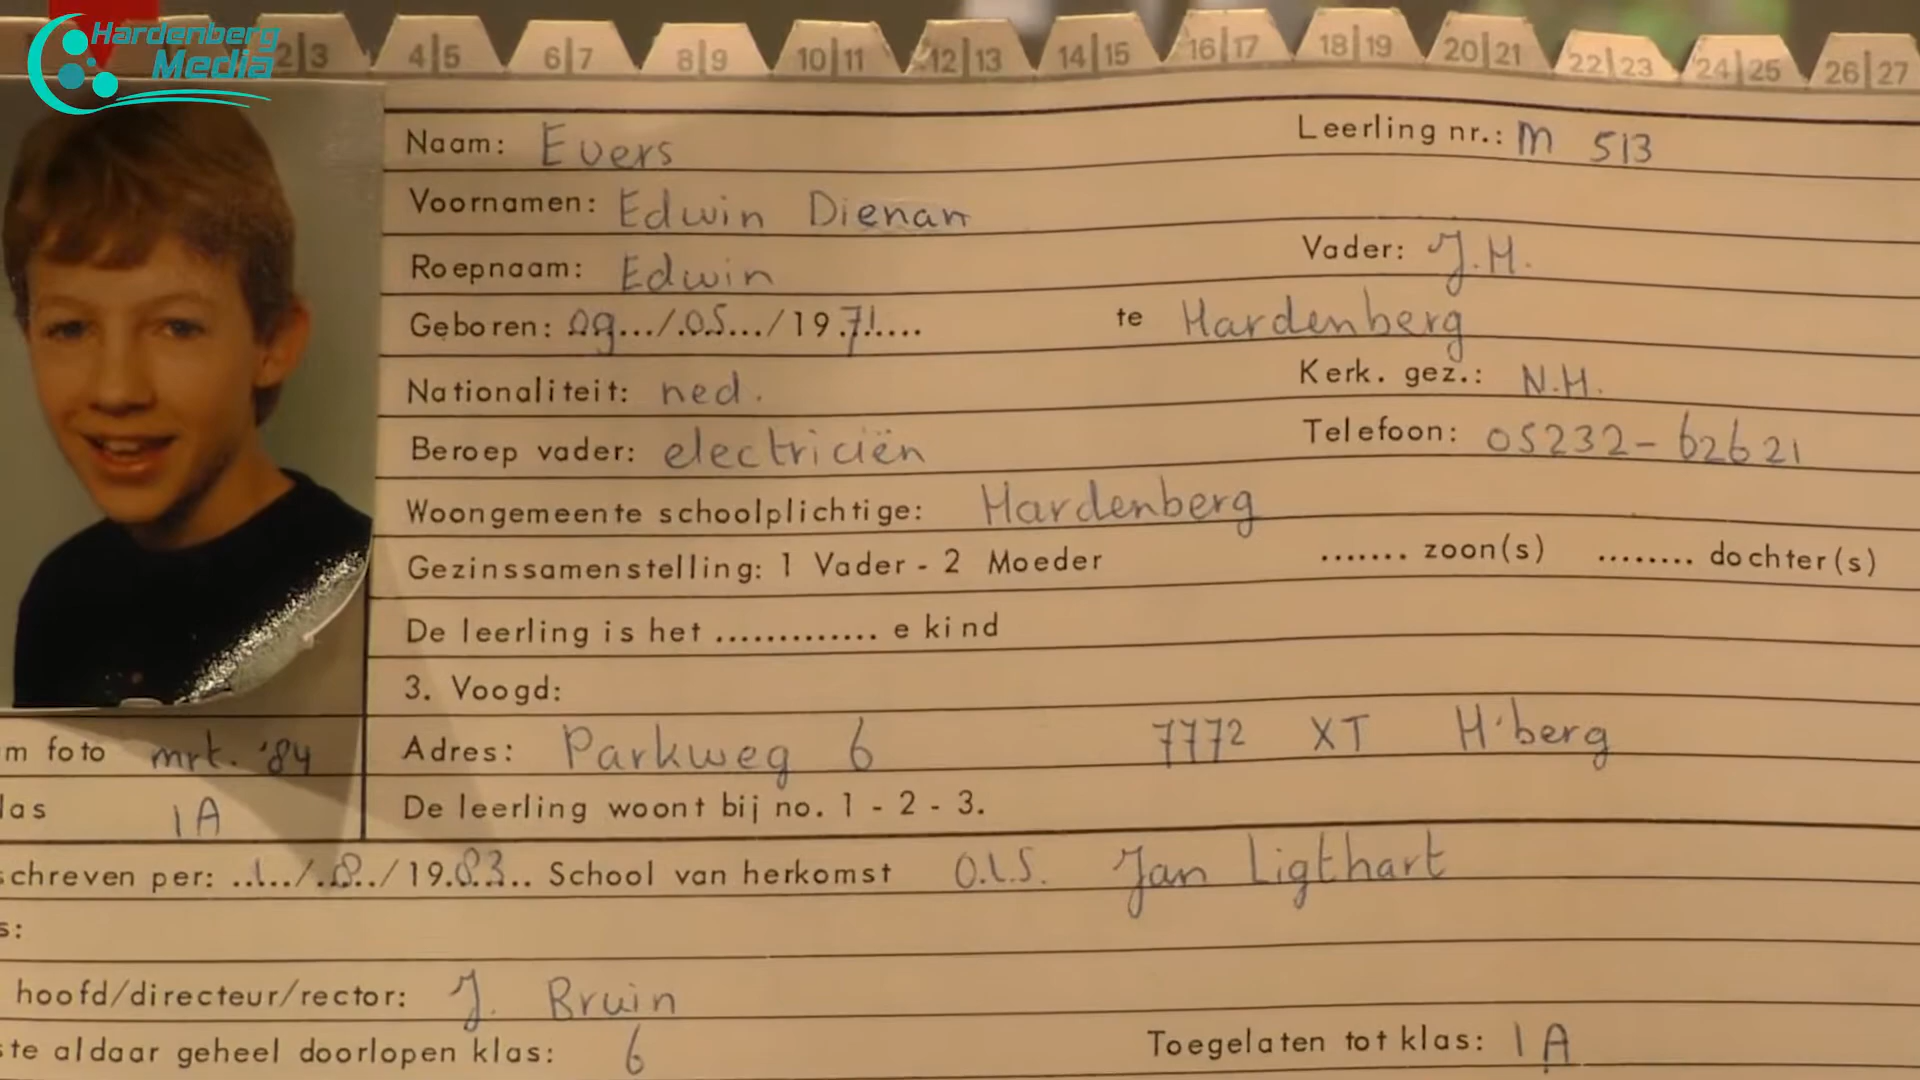 Hardenberg
Media
2|3 4|5 6|7 8|9 10|11 12|13 14|15 16|17 18|19 20|21 22|23 24|25 26|27
Naam: Evers Leerling nr.: M 513
Voornamen: Edwin Dienan
Roepnaam: Edwin Vader: J.H.
Geboren: 09.../.05.../19.71.... te Hardenberg
Nationaliteit: ned. Kerk. gez.: N.H.
Beroep vader: electriciën Telefoon: 05232-62621
Woongemeente schoolplichtige: Hardenberg
Gezinssamenstelling: 1 Vader - 2 Moeder ....... zoon(s) ........ dochter(s)
De leerling is het ............. e kind
3. Voogd:
m foto mrt. '84 Adres: Parkweg 6 7772 XT H'berg
las 1A De leerling woont bij no. 1 - 2 - 3.
schreven per: ..1../.8../19.83.. School van herkomst O.L.S. Jan Ligthart
s:
hoofd/directeur/rector: J. Bruin
ste aldaar geheel doorlopen klas: 6 Toegelaten tot klas: 1A